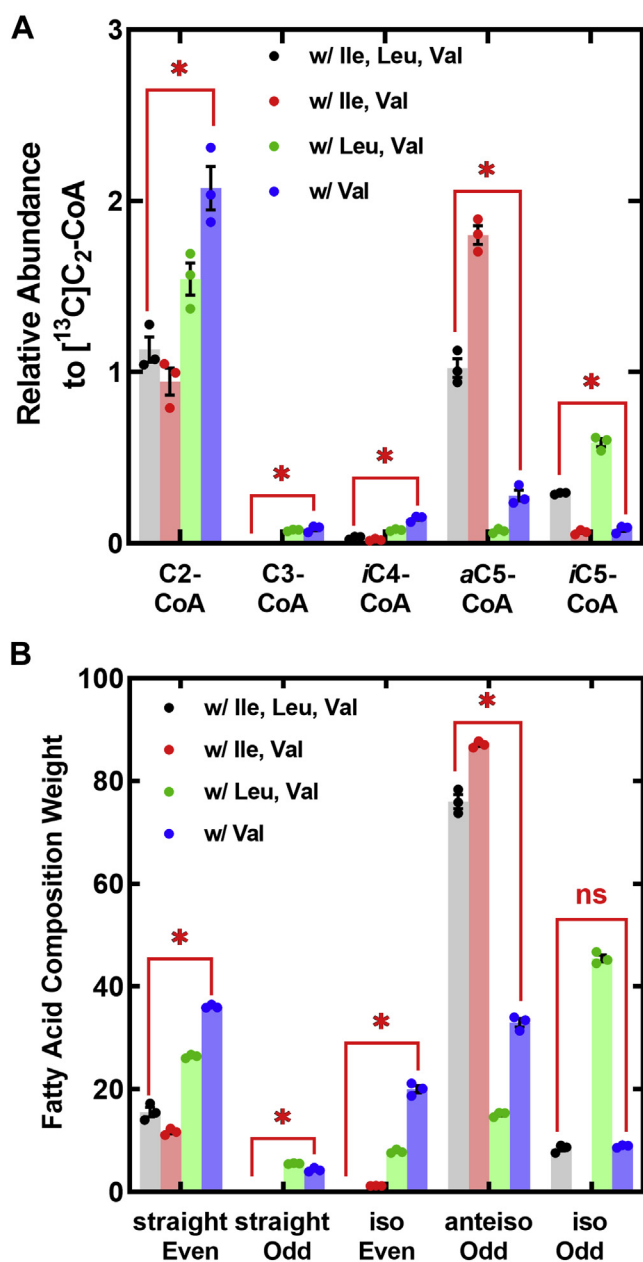 A
3
2
1
0
Relative Abundance
to [¹³C]C₂-CoA
w/ Ile, Leu, Val
w/ Ile, Val
w/ Leu, Val
w/ Val
*
*
*
*
*
C2-
CoA
C3-
CoA
iC4-
CoA
aC5-
CoA
iC5-
CoA
B
100
80
60
40
20
0
Fatty Acid Composition Weight
w/ Ile, Leu, Val
w/ Ile, Val
w/ Leu, Val
w/ Val
*
*
*
*
ns
straight
Even
straight
Odd
iso
Even
anteiso
Odd
iso
Odd